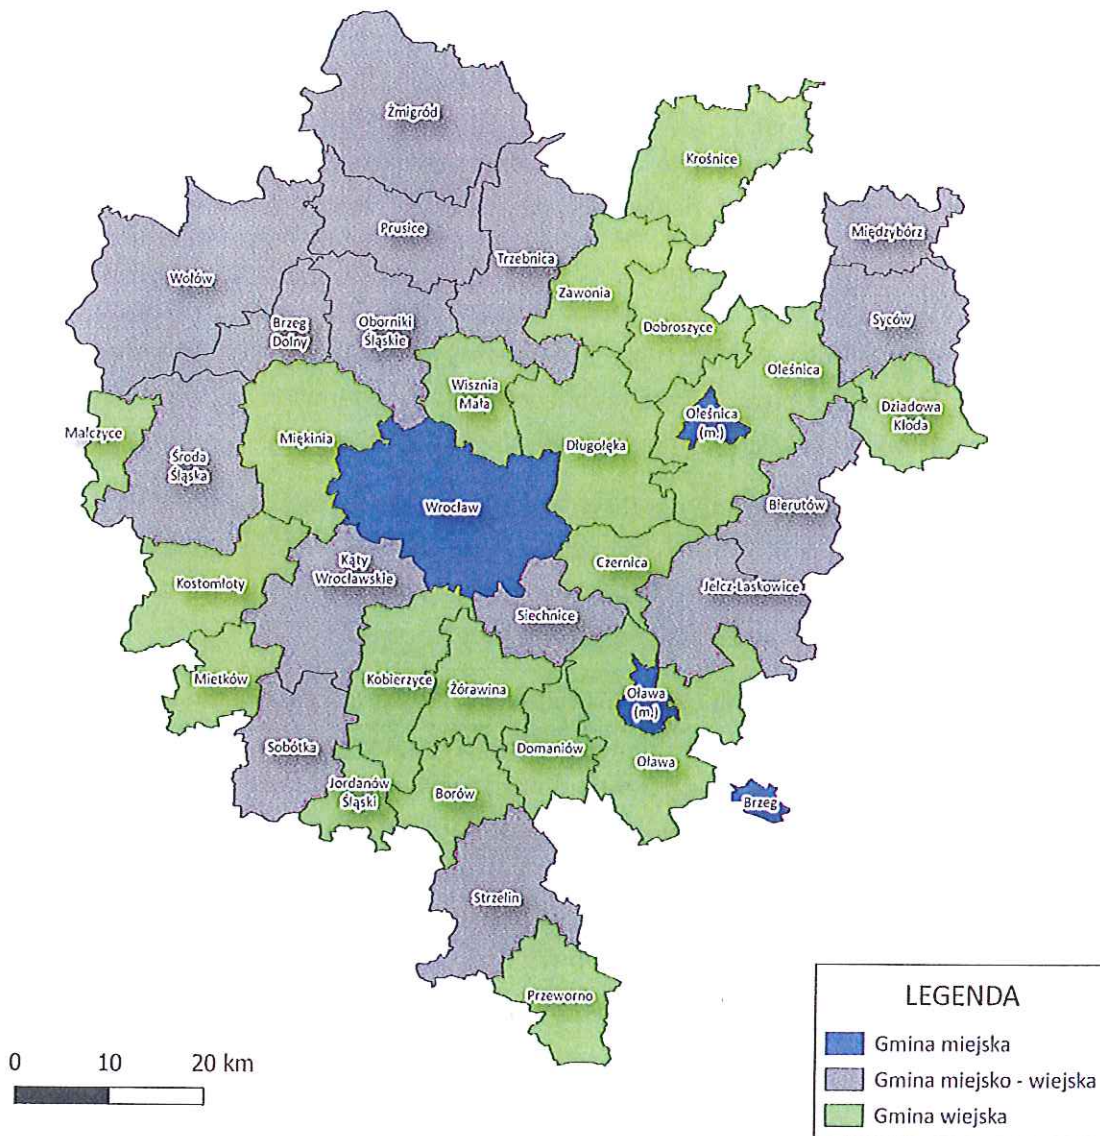 Żmigród
Krośnice
Prusice
Międzybórz
Trzebnica
Wołów
Zawonia
Syców
Brzeg
Dolny
Oborniki
Śląskie
Dobroszyce
Oleśnica
Wisznia
Mała
Dziadowa
Kłoda
Malczyce
Miękinia
Oleśnica
(m.)
Długołęka
Środa
Śląska
Wrocław
Bierutów
Kąty
Wrocławskie
Czernica
Kostomłoty
Jelcz-Laskowice
Siechnice
Mietków
Kobierzyce
Żórawina
Oława
(m.)
Sobótka
Domaniów
Oława
Jordanów
Śląski
Borów
Brzeg
Strzelin
Przeworno
LEGENDA
Gmina miejska
Gmina miejsko - wiejska
Gmina wiejska
0 10 20 km